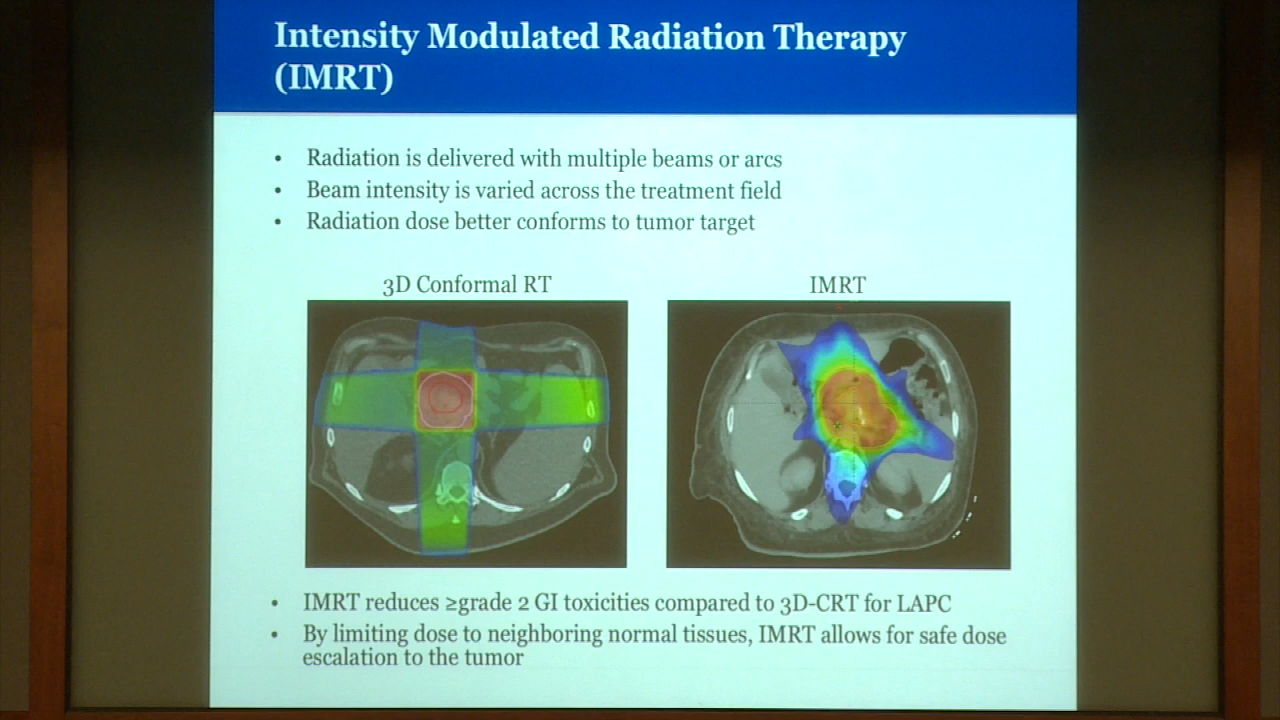 Intensity Modulated Radiation Therapy
(IMRT)
• Radiation is delivered with multiple beams or arcs
• Beam intensity is varied across the treatment field
• Radiation dose better conforms to tumor target
3D Conformal RT
IMRT
• IMRT reduces ≥grade 2 GI toxicities compared to 3D-CRT for LAPC
• By limiting dose to neighboring normal tissues, IMRT allows for safe dose
escalation to the tumor